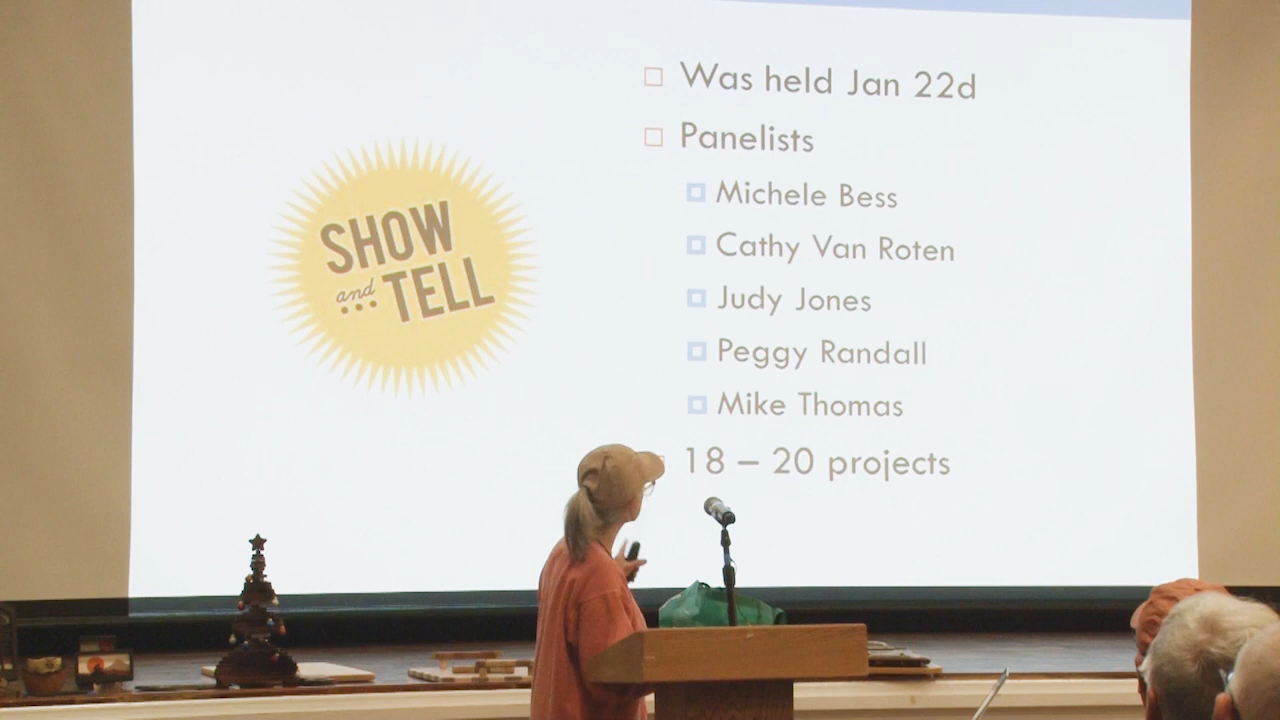 SHOW
and
TELL
Was held Jan 22d
Panelists
Michele Bess
Cathy Van Roten
Judy Jones
Peggy Randall
Mike Thomas
18 – 20 projects